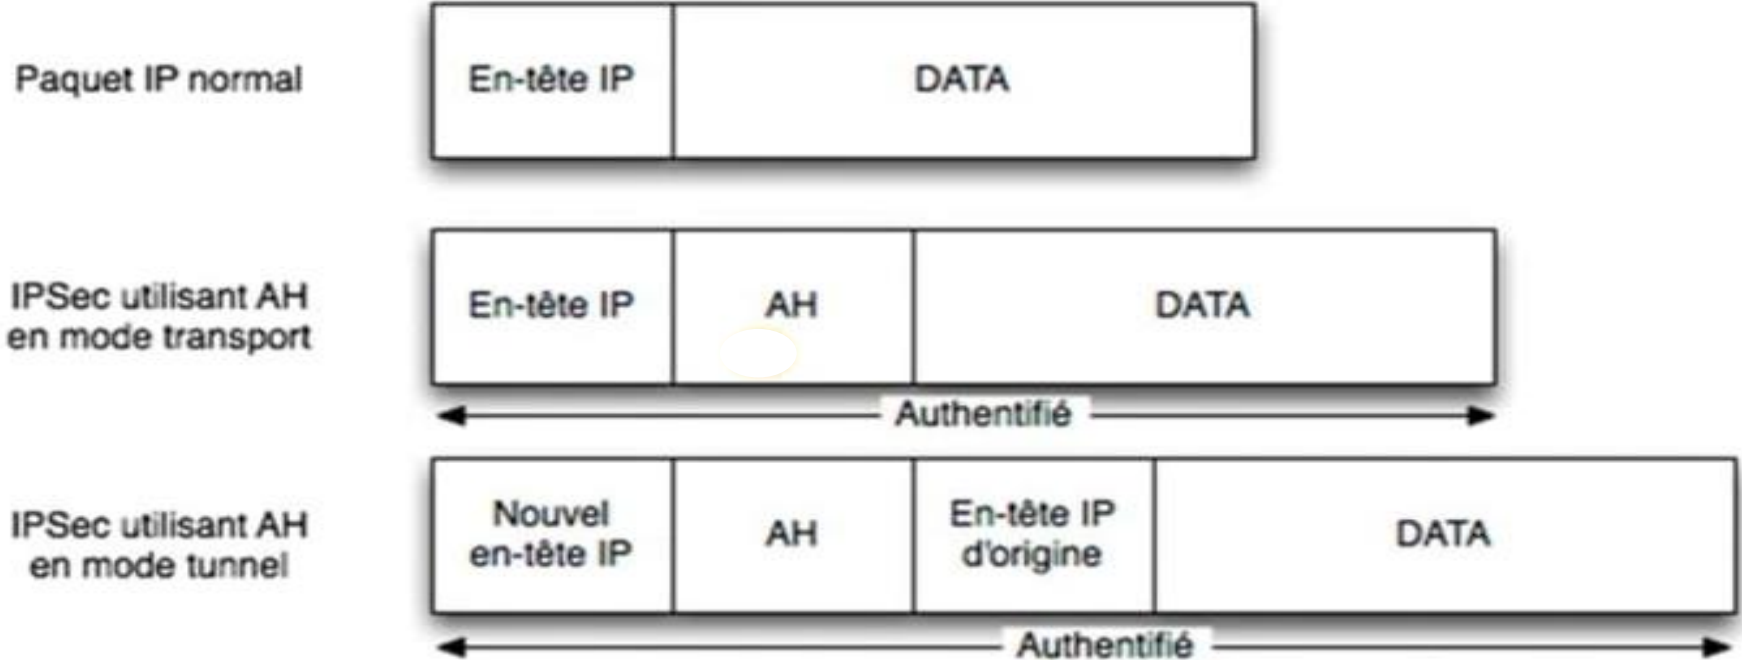 Paquet IP normal
En-tête IP
DATA
IPSec utilisant AH
en mode transport
En-tête IP
AH
DATA
Authentifié
IPSec utilisant AH
en mode tunnel
Nouvel
en-tête IP
AH
En-tête IP
d'origine
DATA
Authentifié